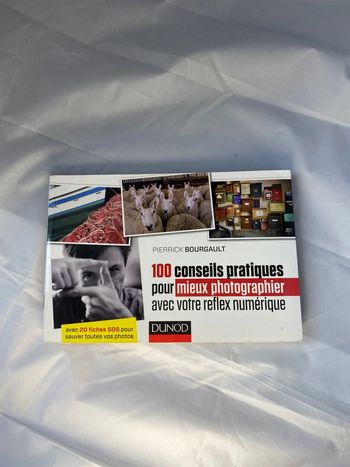 PIERRICK BOURGAULT
100 conseils pratiques
pour mieux photographier
avec votre reflex numérique
DUNOD
avec 20 fiches SOS pour
sauver toutes vos photos